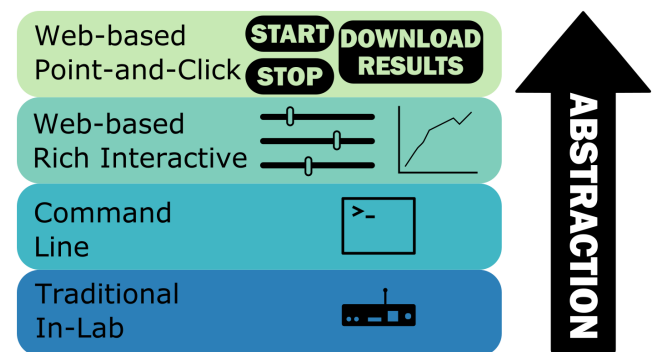 Web-based
Point-and-Click
START
STOP
DOWNLOAD
RESULTS
Web-based
Rich Interactive
Command
Line
>_
Traditional
In-Lab
ABSTRACTION